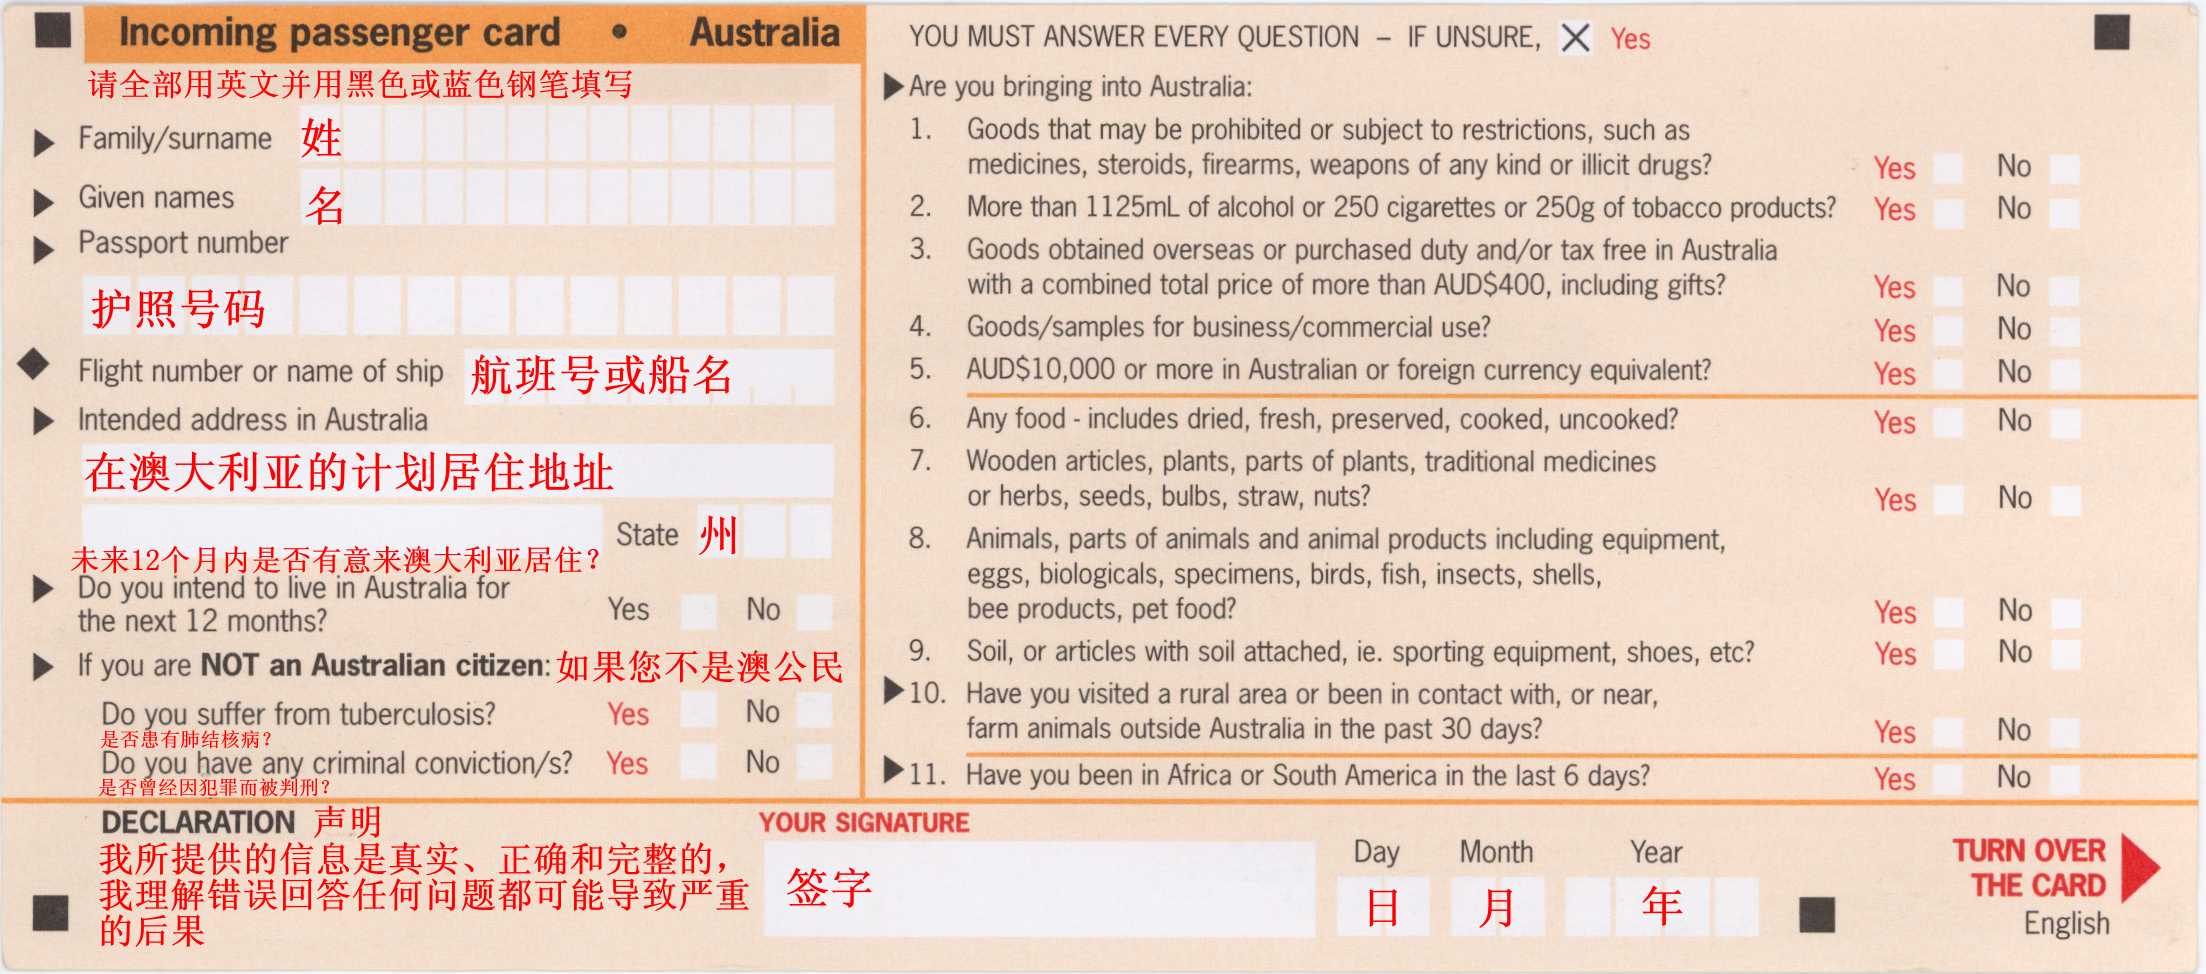 Incoming passenger card • Australia
请全部用英文并用黑色或蓝色钢笔填写
Family/surname 姓
Given names 名
Passport number
护照号码
Flight number or name of ship 航班号或船名
Intended address in Australia
在澳大利亚的计划居住地址
State 州
未来12个月内是否有意来澳大利亚居住？
Do you intend to live in Australia for
the next 12 months? Yes No
If you are NOT an Australian citizen: 如果您不是澳公民
Do you suffer from tuberculosis? Yes No
是否患有肺结核病？
Do you have any criminal conviction/s? Yes No
是否曾经因犯罪而被判刑？
YOU MUST ANSWER EVERY QUESTION – IF UNSURE, X Yes
Are you bringing into Australia:
1. Goods that may be prohibited or subject to restrictions, such as
medicines, steroids, firearms, weapons of any kind or illicit drugs? Yes No
2. More than 1125mL of alcohol or 250 cigarettes or 250g of tobacco products? Yes No
3. Goods obtained overseas or purchased duty and/or tax free in Australia
with a combined total price of more than AUD$400, including gifts? Yes No
4. Goods/samples for business/commercial use? Yes No
5. AUD$10,000 or more in Australian or foreign currency equivalent? Yes No
6. Any food - includes dried, fresh, preserved, cooked, uncooked? Yes No
7. Wooden articles, plants, parts of plants, traditional medicines
or herbs, seeds, bulbs, straw, nuts? Yes No
8. Animals, parts of animals and animal products including equipment,
eggs, biologicals, specimens, birds, fish, insects, shells,
bee products, pet food? Yes No
9. Soil, or articles with soil attached, ie. sporting equipment, shoes, etc? Yes No
10. Have you visited a rural area or been in contact with, or near,
farm animals outside Australia in the past 30 days? Yes No
11. Have you been in Africa or South America in the last 6 days? Yes No
DECLARATION 声明
我所提供的信息是真实、正确和完整的，
我理解错误回答任何问题都可能导致严重
的后果
YOUR SIGNATURE
签字
Day Month Year
日 月 年
TURN OVER
THE CARD
English